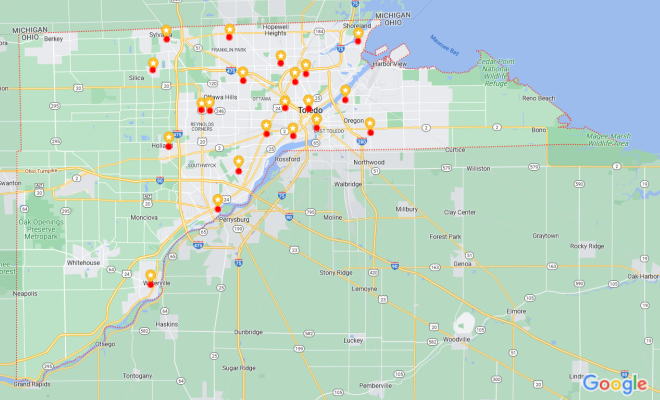 MICHIGAN
OHIO
Berkey
Sylvania
Hopewell
Heights
Shoreland
MICHIGAN
OHIO
FRANKLIN PARK
Maumee Bay
Harbor View
Silica
Cedar Point
National
Wildlife
Refuge
Ottawa Hills
OTTAWA
Toledo
Reno Beach
REYNOLDS
CORNERS
Oregon
EAST TOLEDO
Bono
Magee Marsh
Wildlife Area
Holland
Curtice
Rossford
Northwood
Williston
SOUTHWYCK
Ohio Turnpike
Swanton
Walbridge
Oak Openings
Preserve
Metropark
Monclova
Perrysburg
Moline
Millbury
Clay Center
Graytown
Forest Park
Rocky Ridge
Whitehouse
Genoa
Stony Ridge
Oak Harbor
Neapolis
Waterville
Lemoyne
Elmore
Haskins
Dunbridge
Luckey
Woodville
Otsego
Sugar Ridge
Tontogany
Grand Rapids
Pemberville
Lindsey
Google